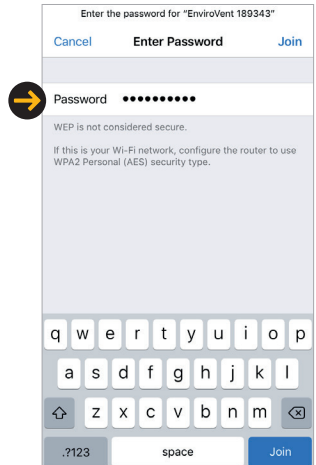 Enter the password for “EnviroVent 189343”
Cancel Enter Password Join
Password ●●●●●●●●●●
WEP is not considered secure.
If this is your Wi-Fi network, configure the router to use
WPA2 Personal (AES) security type.
q w e r t y u i o p
a s d f g h j k l
z x c v b n m
.?123 space Join